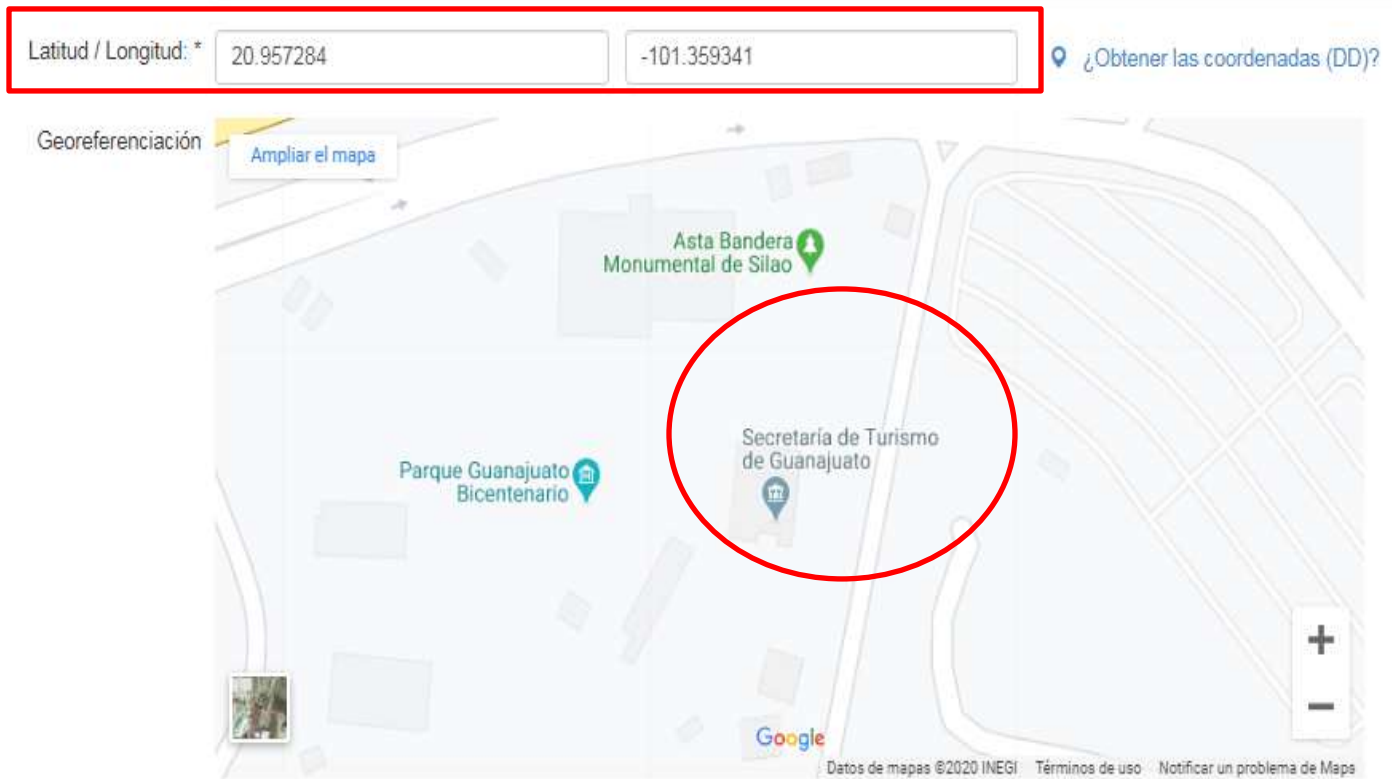 Latitud / Longitud: * 20.957284 -101.359341 ¿Obtener las coordenadas (DD)?
Georeferenciación
Ampliar el mapa
Asta Bandera
Monumental de Silao
Secretaría de Turismo
de Guanajuato
Parque Guanajuato
Bicentenario
+
−
Google
Datos de mapas ©2020 INEGI Términos de uso Notificar un problema de Maps